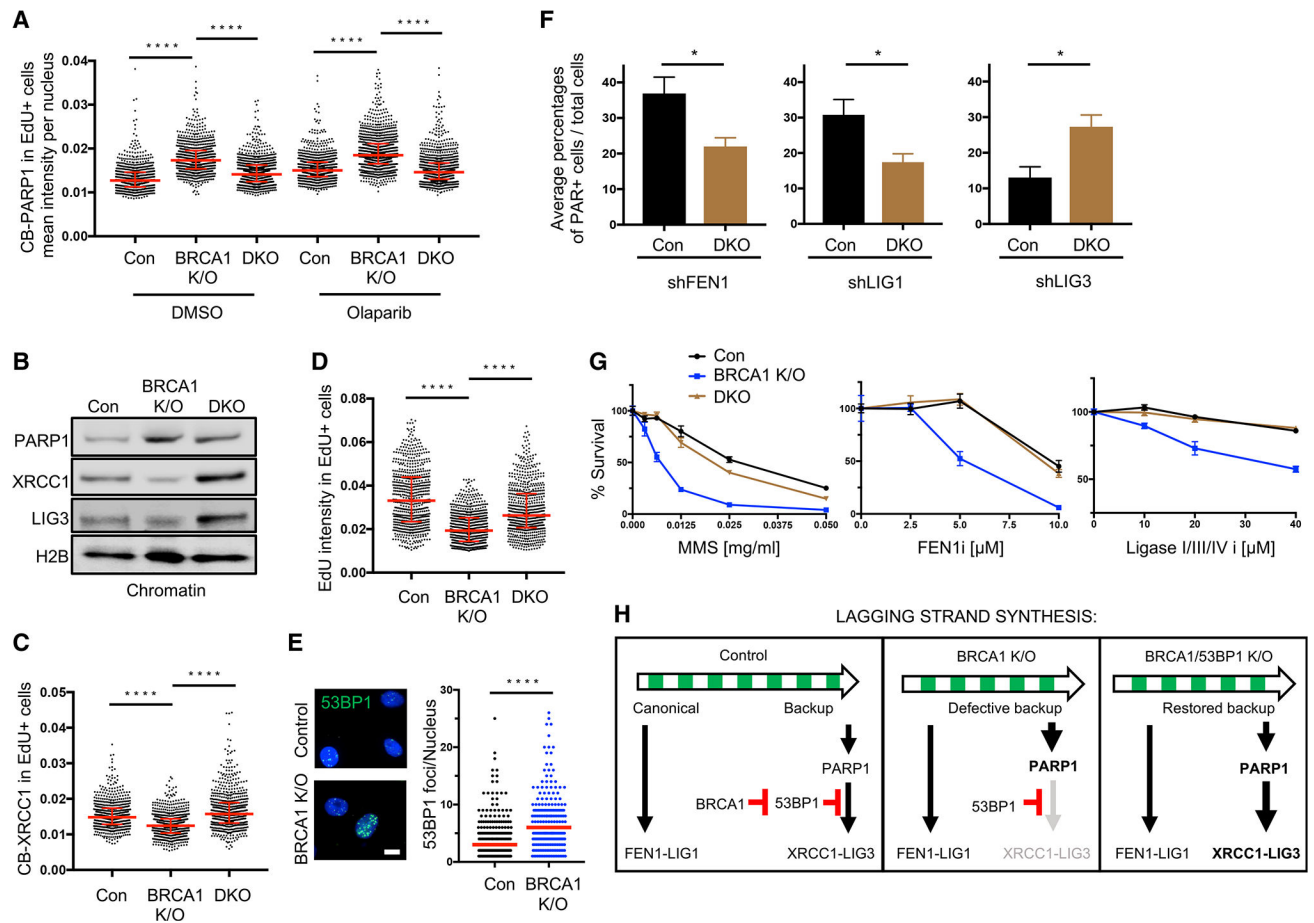 A
CB-PARP1 in EdU+ cells
mean intensity per nucleus
0.04
0.03
0.02
0.01
0.00
****
****
****
****
Con
BRCA1
K/O
DKO
Con
BRCA1
K/O
DKO
DMSO
Olaparib
F
Average percentages
of PAR+ cells / total cells
40
30
20
10
0
*
Con
DKO
shFEN1
40
30
20
10
0
*
Con
DKO
shLIG1
40
30
20
10
0
*
Con
DKO
shLIG3
B
Con
BRCA1
K/O
DKO
PARP1
XRCC1
LIG3
H2B
Chromatin
D
EdU intensity in EdU+ cells
0.08
0.06
0.04
0.02
0.00
****
****
Con
BRCA1
K/O
DKO
G
Con
BRCA1 K/O
DKO
% Survival
100
50
0
0.000
0.0125
0.025
0.050
MMS [mg/ml]
100
50
0
0.0
2.5
5.0
10.0
FEN1i [µM]
100
50
0
10
20
40
Ligase I/III/IV i [µM]
C
CB-XRCC1 in EdU+ cells
0.05
0.04
0.03
0.02
0.01
0.00
****
****
Con
BRCA1
K/O
DKO
E
53BP1
Control
BRCA1 K/O
53BP1 foci/Nucleus
30
20
10
0
****
Con
BRCA1
K/O
H
LAGGING STRAND SYNTHESIS:
Control
Canonical
Backup
PARP1
BRCA1
53BP1
FEN1-LIG1
XRCC1-LIG3
BRCA1 K/O
Defective backup
PARP1
53BP1
FEN1-LIG1
XRCC1-LIG3
BRCA1/53BP1 K/O
Restored backup
PARP1
FEN1-LIG1
XRCC1-LIG3